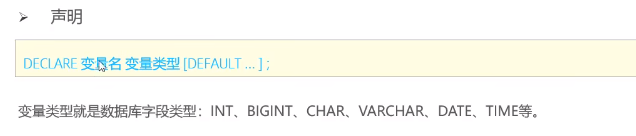 ➢ 声明
DECLARE 变量名 变量类型 [DEFAULT ... ] ;
变量类型就是数据库字段类型：INT、BIGINT、CHAR、VARCHAR、DATE、TIME等。